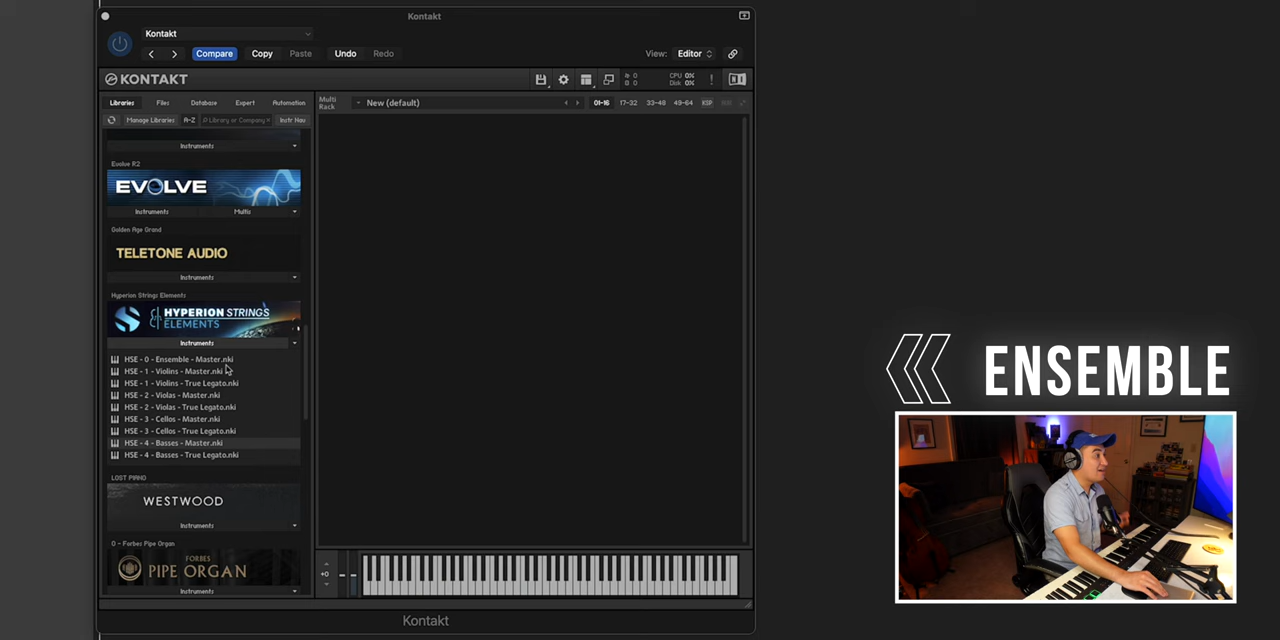 Kontakt
Kontakt
Compare Copy Paste Undo Redo View: Editor
KONTAKT CPU 0% Disk 0% !
Libraries Files Database Expert Automation
Multi Rack New (default) 01-16 17-32 33-48 49-64 KSP
Manage Libraries A-Z Library or Company Instr Nav
Instruments
Evolve R2
EVOLVE
Instruments Multis
Golden Age Grand
TELETONE AUDIO
Instruments
Hyperion Strings Elements
HYPERION STRINGS
ELEMENTS
Instruments
HSE - 0 - Ensemble - Master.nki
HSE - 1 - Violins - Master.nki
HSE - 1 - Violins - True Legato.nki
HSE - 2 - Violas - Master.nki
HSE - 2 - Violas - True Legato.nki
HSE - 3 - Cellos - Master.nki
HSE - 3 - Cellos - True Legato.nki
HSE - 4 - Basses - Master.nki
HSE - 4 - Basses - True Legato.nki
LOST PIANO
WESTWOOD
Instruments
0 - Forbes Pipe Organ
FORBES
PIPE ORGAN
Instruments
+0
Kontakt
ENSEMBLE